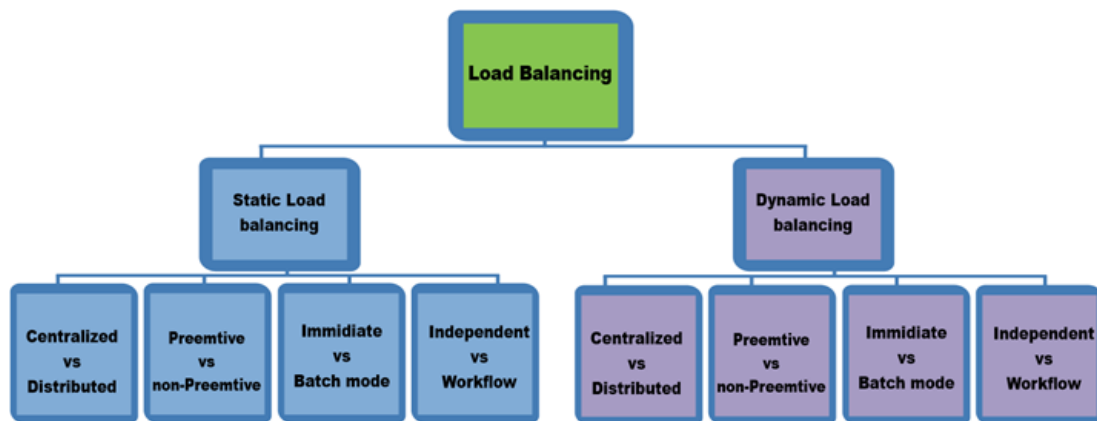 Load Balancing
Static Load
balancing
Dynamic Load
balancing
Centralized
vs
Distributed
Preemtive
vs
non-Preemtive
Immidiate
vs
Batch mode
Independent
vs
Workflow
Centralized
vs
Distributed
Preemtive
vs
non-Preemtive
Immidiate
vs
Batch mode
Independent
vs
Workflow